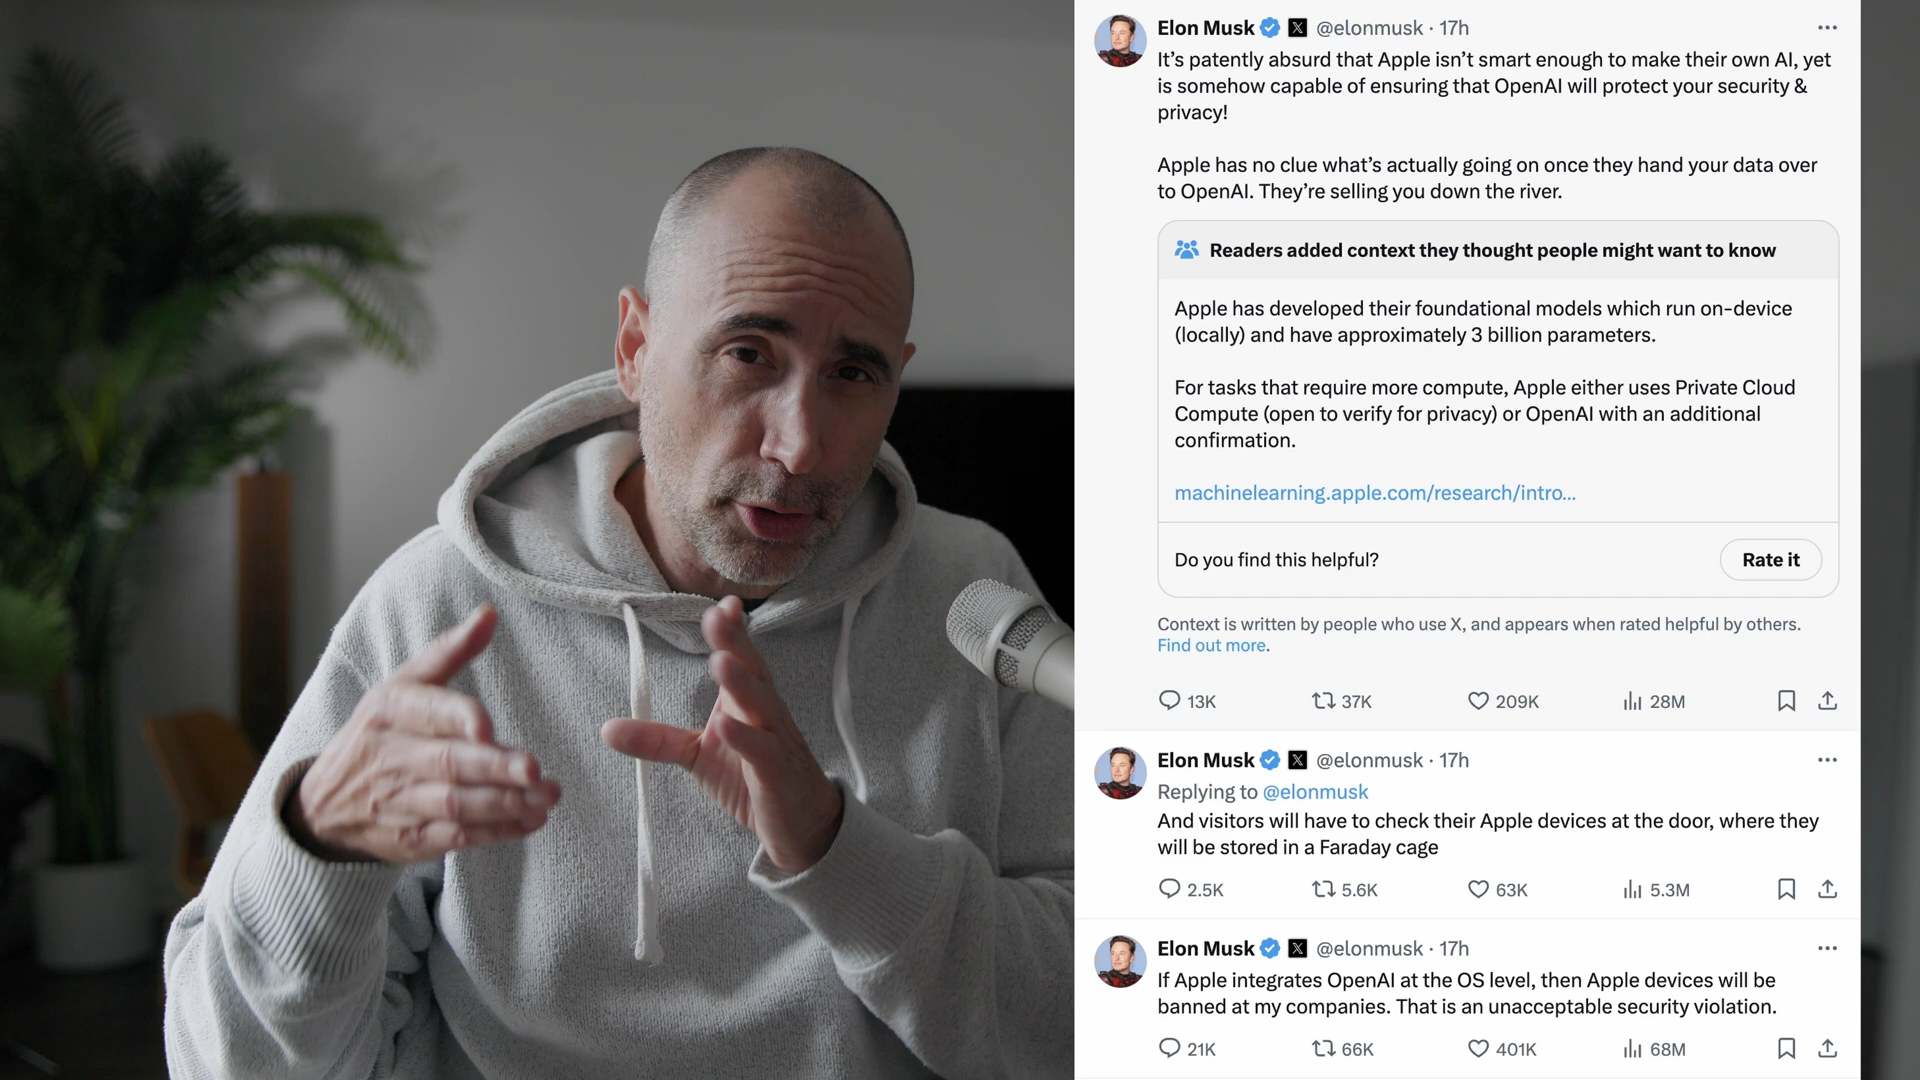 Elon Musk @elonmusk · 17h
It's patently absurd that Apple isn't smart enough to make their own AI, yet
is somehow capable of ensuring that OpenAI will protect your security &
privacy!
Apple has no clue what's actually going on once they hand your data over
to OpenAI. They're selling you down the river.
Readers added context they thought people might want to know
Apple has developed their foundational models which run on-device
(locally) and have approximately 3 billion parameters.
For tasks that require more compute, Apple either uses Private Cloud
Compute (open to verify for privacy) or OpenAI with an additional
confirmation.
machinelearning.apple.com/research/intro...
Do you find this helpful? Rate it
Context is written by people who use X, and appears when rated helpful by others.
Find out more.
13K 37K 209K 28M
Elon Musk @elonmusk · 17h
Replying to @elonmusk
And visitors will have to check their Apple devices at the door, where they
will be stored in a Faraday cage
2.5K 5.6K 63K 5.3M
Elon Musk @elonmusk · 17h
If Apple integrates OpenAI at the OS level, then Apple devices will be
banned at my companies. That is an unacceptable security violation.
21K 66K 401K 68M